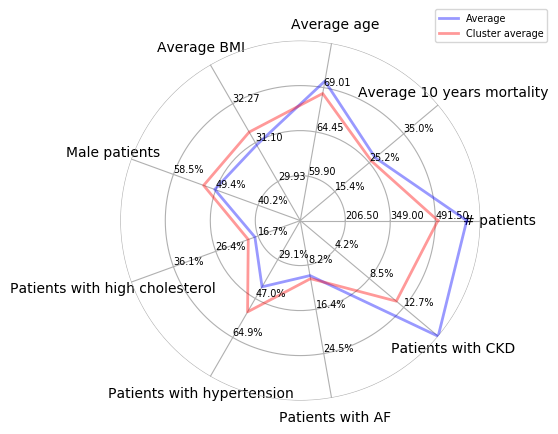 Average age
Average
Cluster average
Average BMI
69.01
Average 10 years mortality
32.27
35.0%
64.45
31.10
Male patients
25.2%
58.5%
59.90
29.93
49.4%
15.4%
40.2%
206.50
349.00
491.50
# patients
16.7%
4.2%
26.4%
29.1%
8.2%
36.1%
8.5%
Patients with high cholesterol
47.0%
12.7%
16.4%
64.9%
24.5%
Patients with CKD
Patients with hypertension
Patients with AF